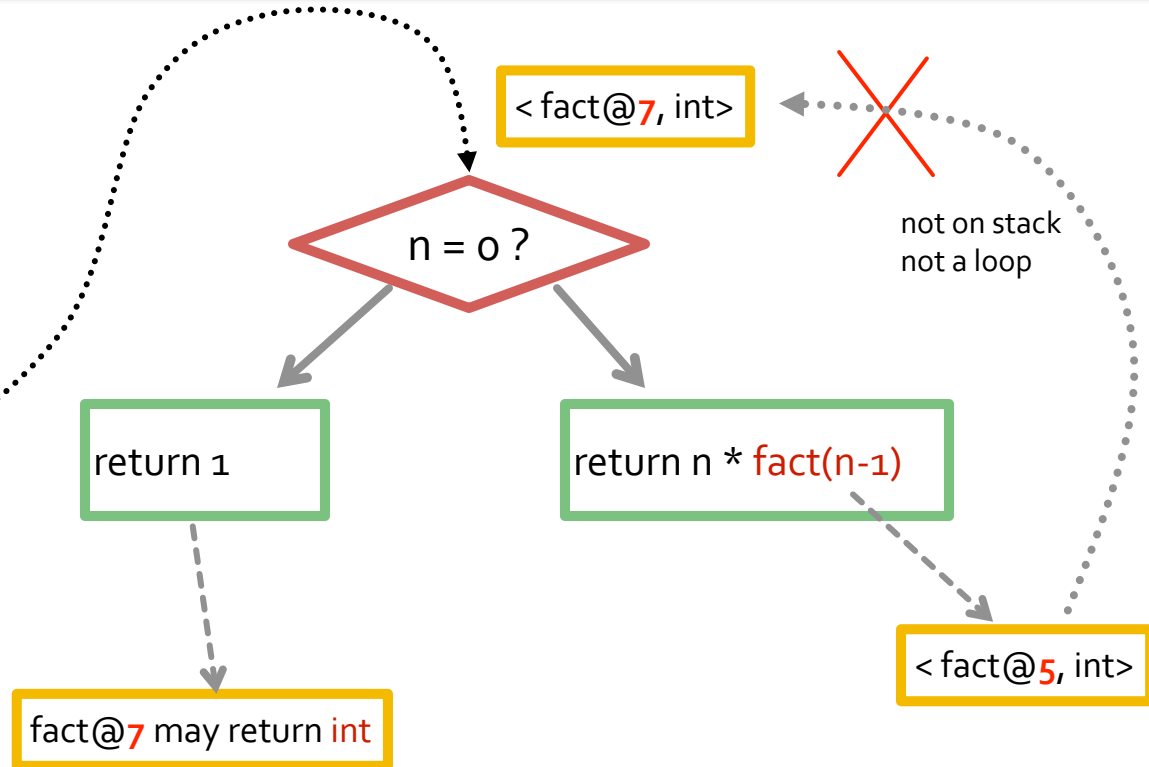 < fact@7, int>
n = 0 ?
not on stack
not a loop
return 1
return n * fact(n-1)
< fact@5, int>
fact@7 may return int